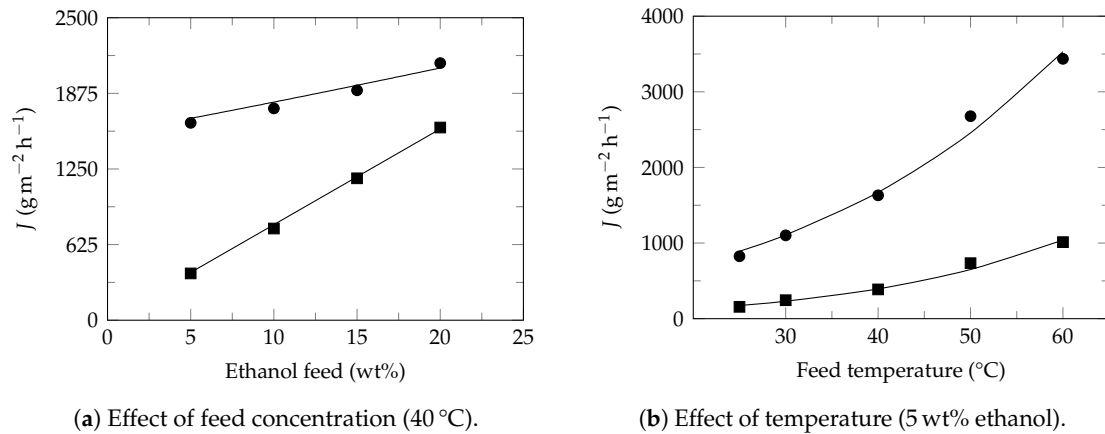 2500
1875
1250
625
0
0 5 10 15 20 25
J (g m⁻² h⁻¹)
Ethanol feed (wt%)
(a) Effect of feed concentration (40 °C).
4000
3000
2000
1000
0
30 40 50 60
J (g m⁻² h⁻¹)
Feed temperature (°C)
(b) Effect of temperature (5 wt% ethanol).